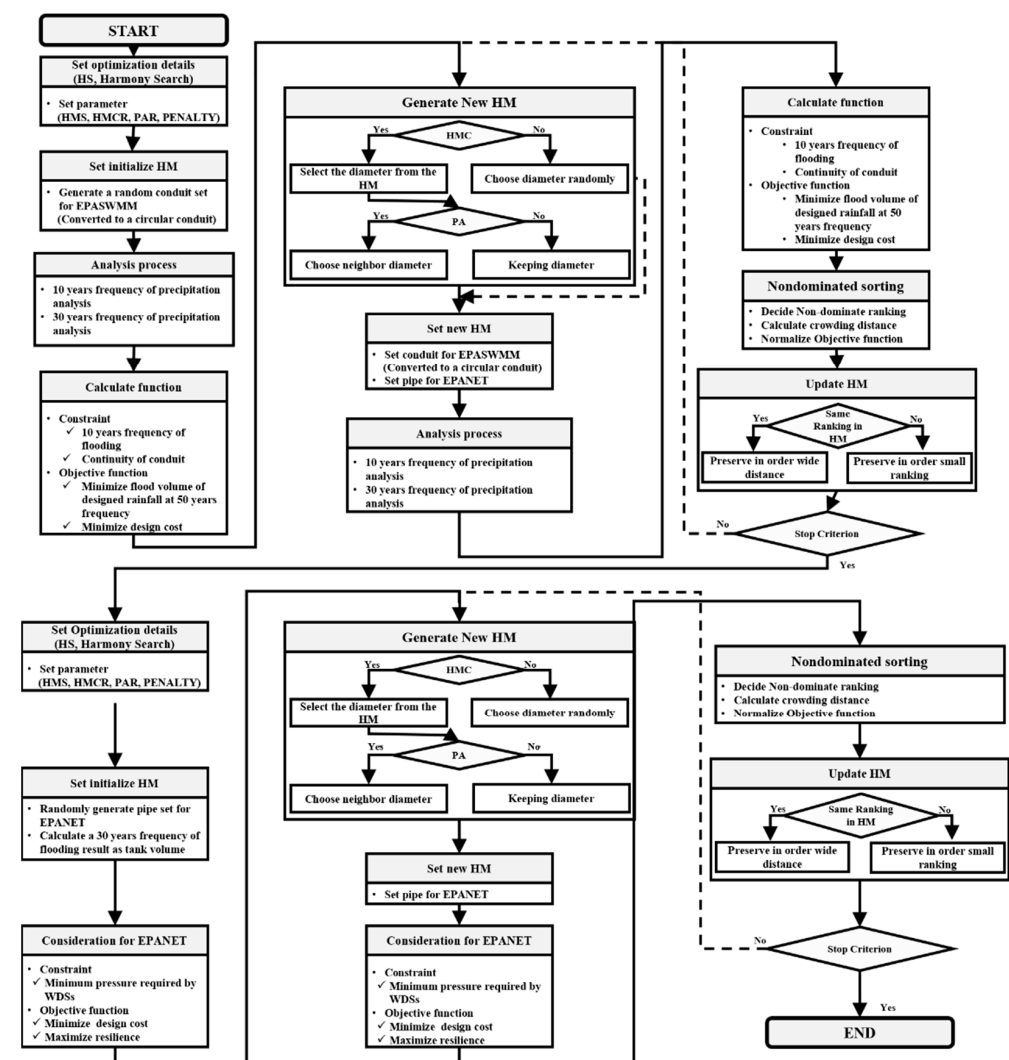 START
Set optimization details
(HS, Harmony Search)
• Set parameter
(HMS, HMCR, PAR, PENALTY)
Set initialize HM
• Generate a random conduit set
for EPASWMM
(Converted to a circular conduit)
Analysis process
• 10 years frequency of precipitation
analysis
• 30 years frequency of precipitation
analysis
Calculate function
• Constraint
✓ 10 years frequency of
flooding
✓ Continuity of conduit
• Objective function
✓ Minimize flood volume of
designed rainfall at 50 years
frequency
✓ Minimize design cost
Generate New HM
Yes
HMC
No
Select the diameter from the
HM
Choose diameter randomly
Yes
PA
No
Choose neighbor diameter
Keeping diameter
Set new HM
• Set conduit for EPASWMM
(Converted to a circular conduit)
• Set pipe for EPANET
Analysis process
• 10 years frequency of precipitation
analysis
• 30 years frequency of precipitation
analysis
Calculate function
• Constraint
• 10 years frequency of
flooding
• Continuity of conduit
• Objective function
• Minimize flood volume of
designed rainfall at 50
years frequency
• Minimize design cost
Nondominated sorting
• Decide Non-dominate ranking
• Calculate crowding distance
• Normalize Objective function
Update HM
Yes
Same
Ranking in
HM
No
Preserve in order wide
distance
Preserve in order small
ranking
No
Stop Criterion
Yes
Set Optimization details
(HS, Harmony Search)
• Set parameter
(HMS, HMCR, PAR, PENALTY)
Set initialize HM
• Randomly generate pipe set for
EPANET
• Calculate a 30 years frequency of
flooding result as tank volume
Consideration for EPANET
• Constraint
✓ Minimum pressure required by
WDSs
• Objective function
✓ Minimize design cost
✓ Maximize resilience
Generate New HM
Yes
HMC
No
Select the diameter from the
HM
Choose diameter randomly
Yes
PA
No
Choose neighbor diameter
Keeping diameter
Set new HM
• Set pipe for EPANET
Consideration for EPANET
• Constraint
✓ Minimum pressure required by
WDSs
• Objective function
✓ Minimize design cost
✓ Maximize resilience
Nondominated sorting
• Decide Non-dominate ranking
• Calculate crowding distance
• Normalize Objective function
Update HM
Yes
Same Ranking
in HM
No
Preserve in order wide
distance
Preserve in order small
ranking
No
Stop Criterion
Yes
END